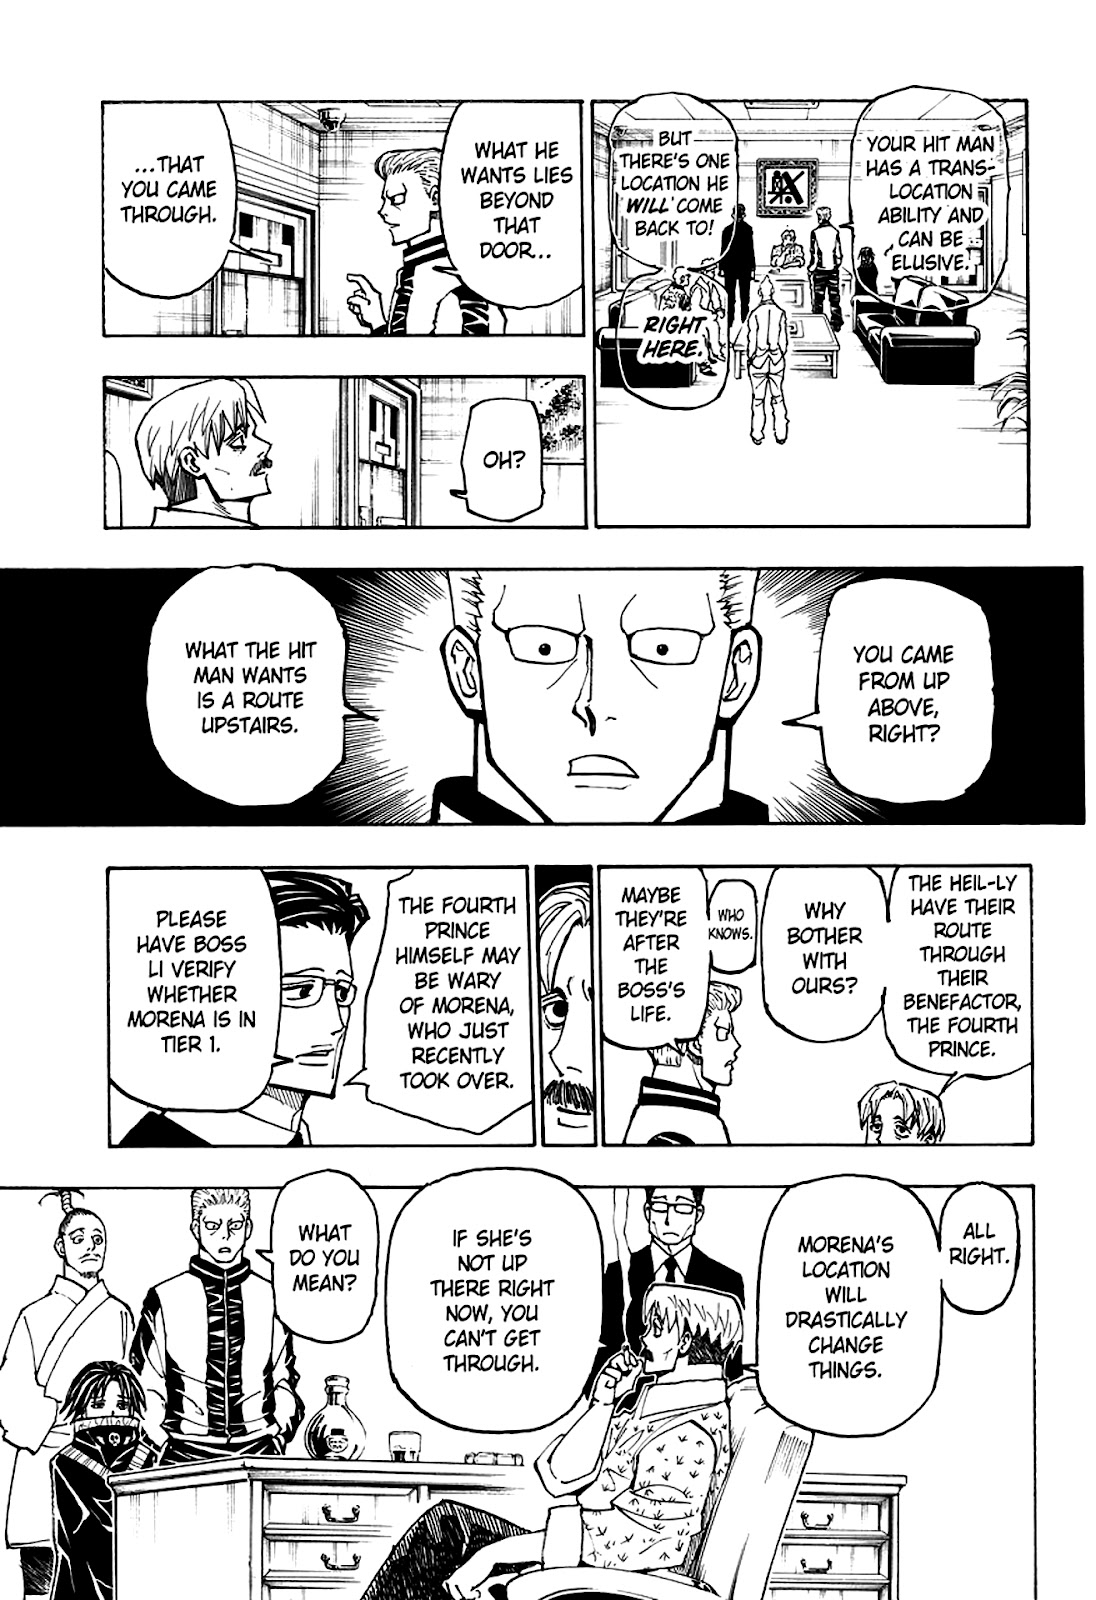 YOUR HIT MAN
HAS A TRANS-
LOCATION
ABILITY AND
CAN BE
ELUSIVE.
BUT
THERE'S ONE
LOCATION HE
WILL COME
BACK TO!
RIGHT
HERE.
WHAT HE
WANTS LIES
BEYOND
THAT
DOOR...
...THAT
YOU CAME
THROUGH.
OH?
YOU CAME
FROM UP
ABOVE,
RIGHT?
WHAT THE HIT
MAN WANTS
IS A ROUTE
UPSTAIRS.
THE HEIL-LY
HAVE THEIR
ROUTE
THROUGH
THEIR
BENEFACTOR,
THE FOURTH
PRINCE.
WHY
BOTHER
WITH
OURS?
WHO
KNOWS.
MAYBE
THEY'RE
AFTER
THE
BOSS'S
LIFE.
THE FOURTH
PRINCE
HIMSELF MAY
BE WARY
OF MORENA,
WHO JUST
RECENTLY
TOOK OVER.
PLEASE
HAVE BOSS
LI VERIFY
WHETHER
MORENA IS IN
TIER 1.
ALL
RIGHT.
MORENA'S
LOCATION
WILL
DRASTICALLY
CHANGE
THINGS.
IF SHE'S
NOT UP
THERE RIGHT
NOW, YOU
CAN'T GET
THROUGH.
WHAT
DO YOU
MEAN?